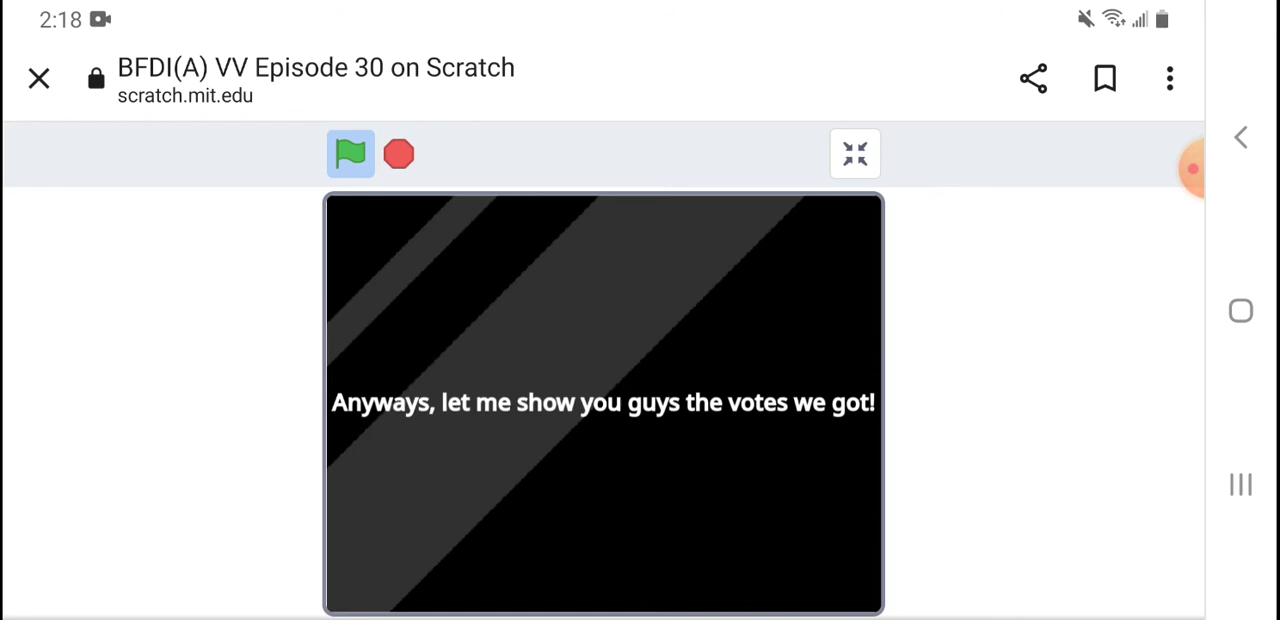 2:18
BFDI(A) VV Episode 30 on Scratch
scratch.mit.edu
Anyways, let me show you guys the votes we got!